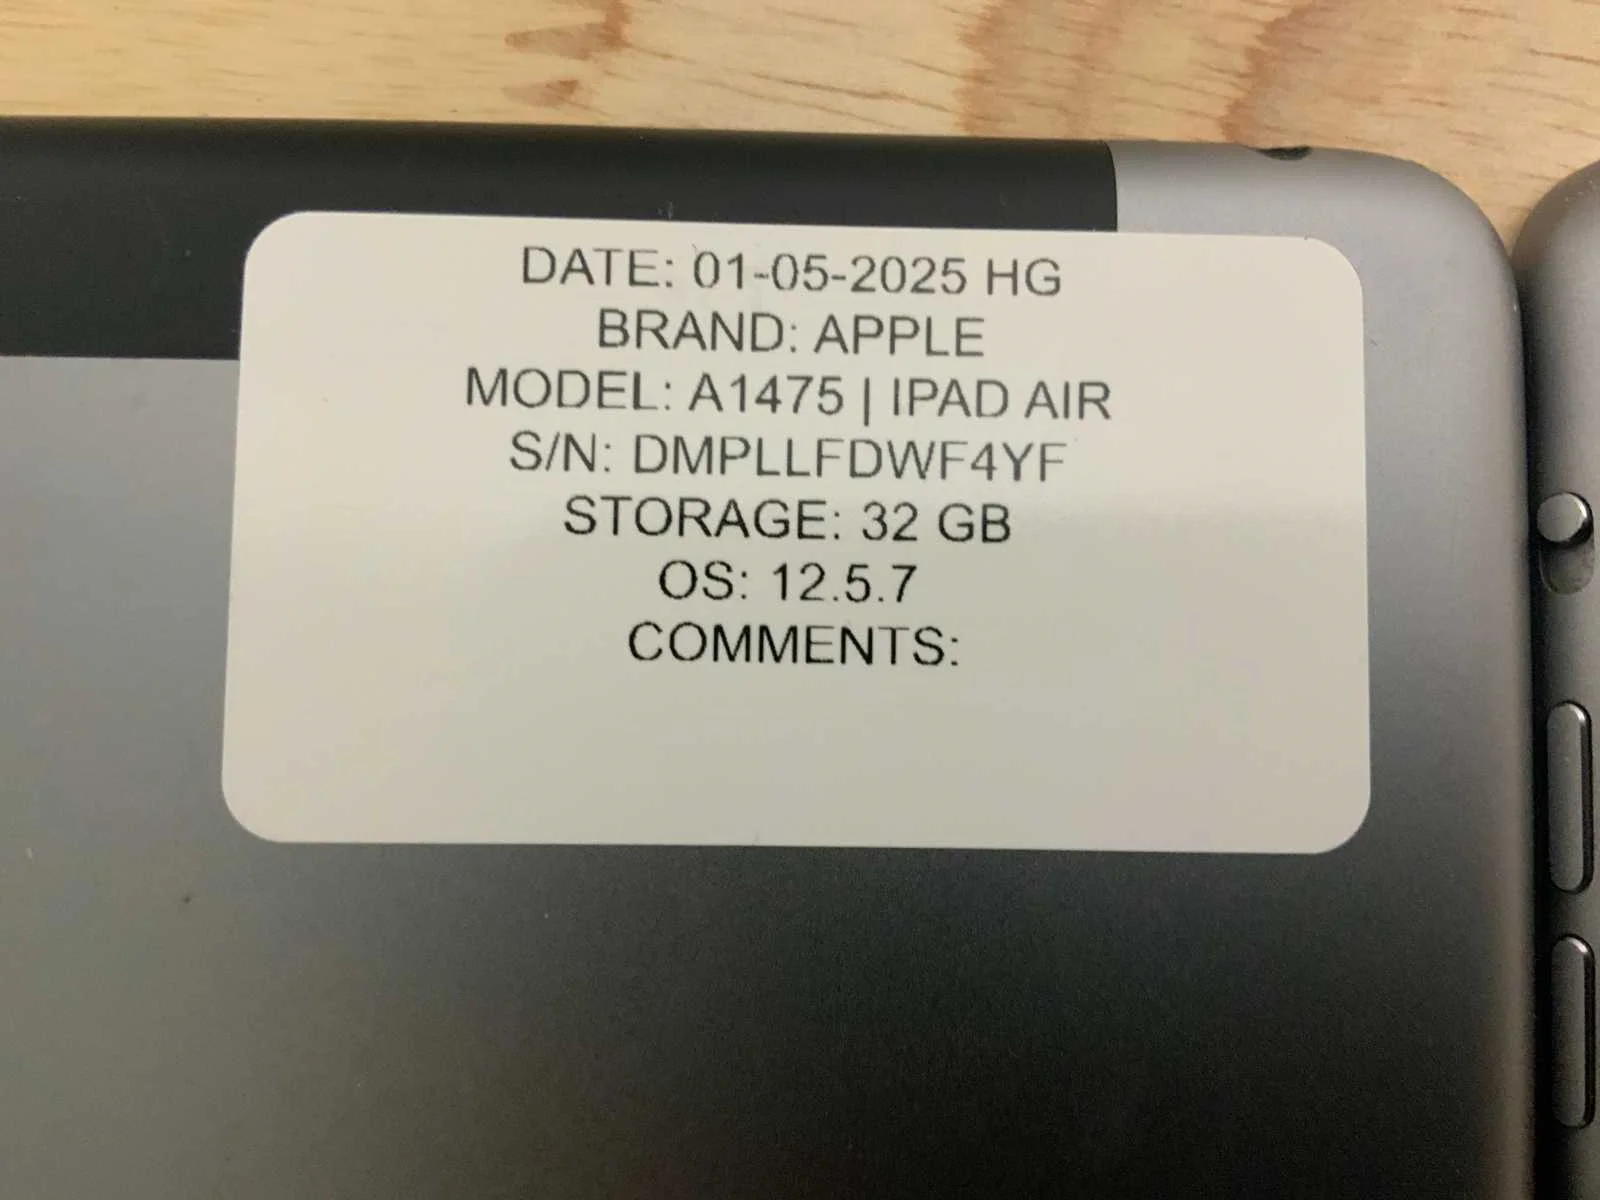 DATE: 01-05-2025 HG
BRAND: APPLE
MODEL: A1475 | IPAD AIR
S/N: DMPLLFDWF4YF
STORAGE: 32 GB
OS: 12.5.7
COMMENTS: